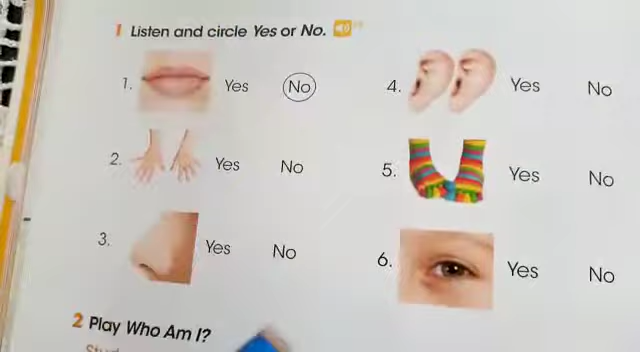 1 Listen and circle Yes or No.
1. Yes No
2. Yes No
3. Yes No
4. Yes No
5. Yes No
6. Yes No
2 Play Who Am I?